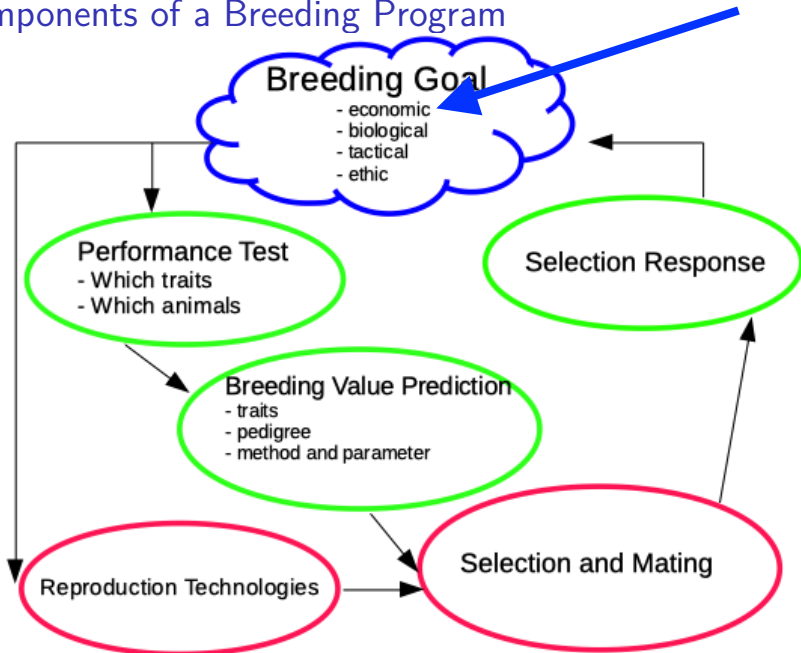 mponents of a Breeding Program
Breeding Goal
- economic
- biological
- tactical
- ethic
Performance Test
- Which traits
- Which animals
Selection Response
Breeding Value Prediction
- traits
- pedigree
- method and parameter
Selection and Mating
Reproduction Technologies